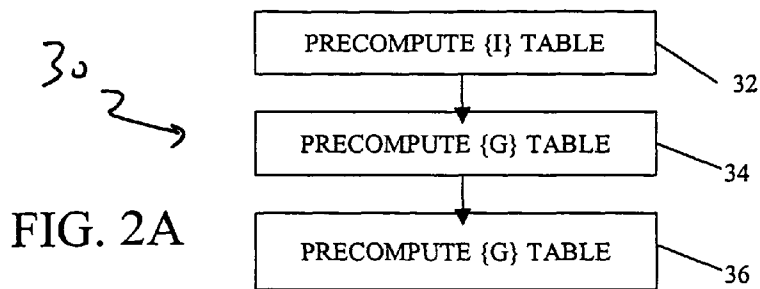 PRECOMPUTE {I} TABLE
32
30
PRECOMPUTE {G} TABLE
34
FIG. 2A
PRECOMPUTE {G} TABLE
36